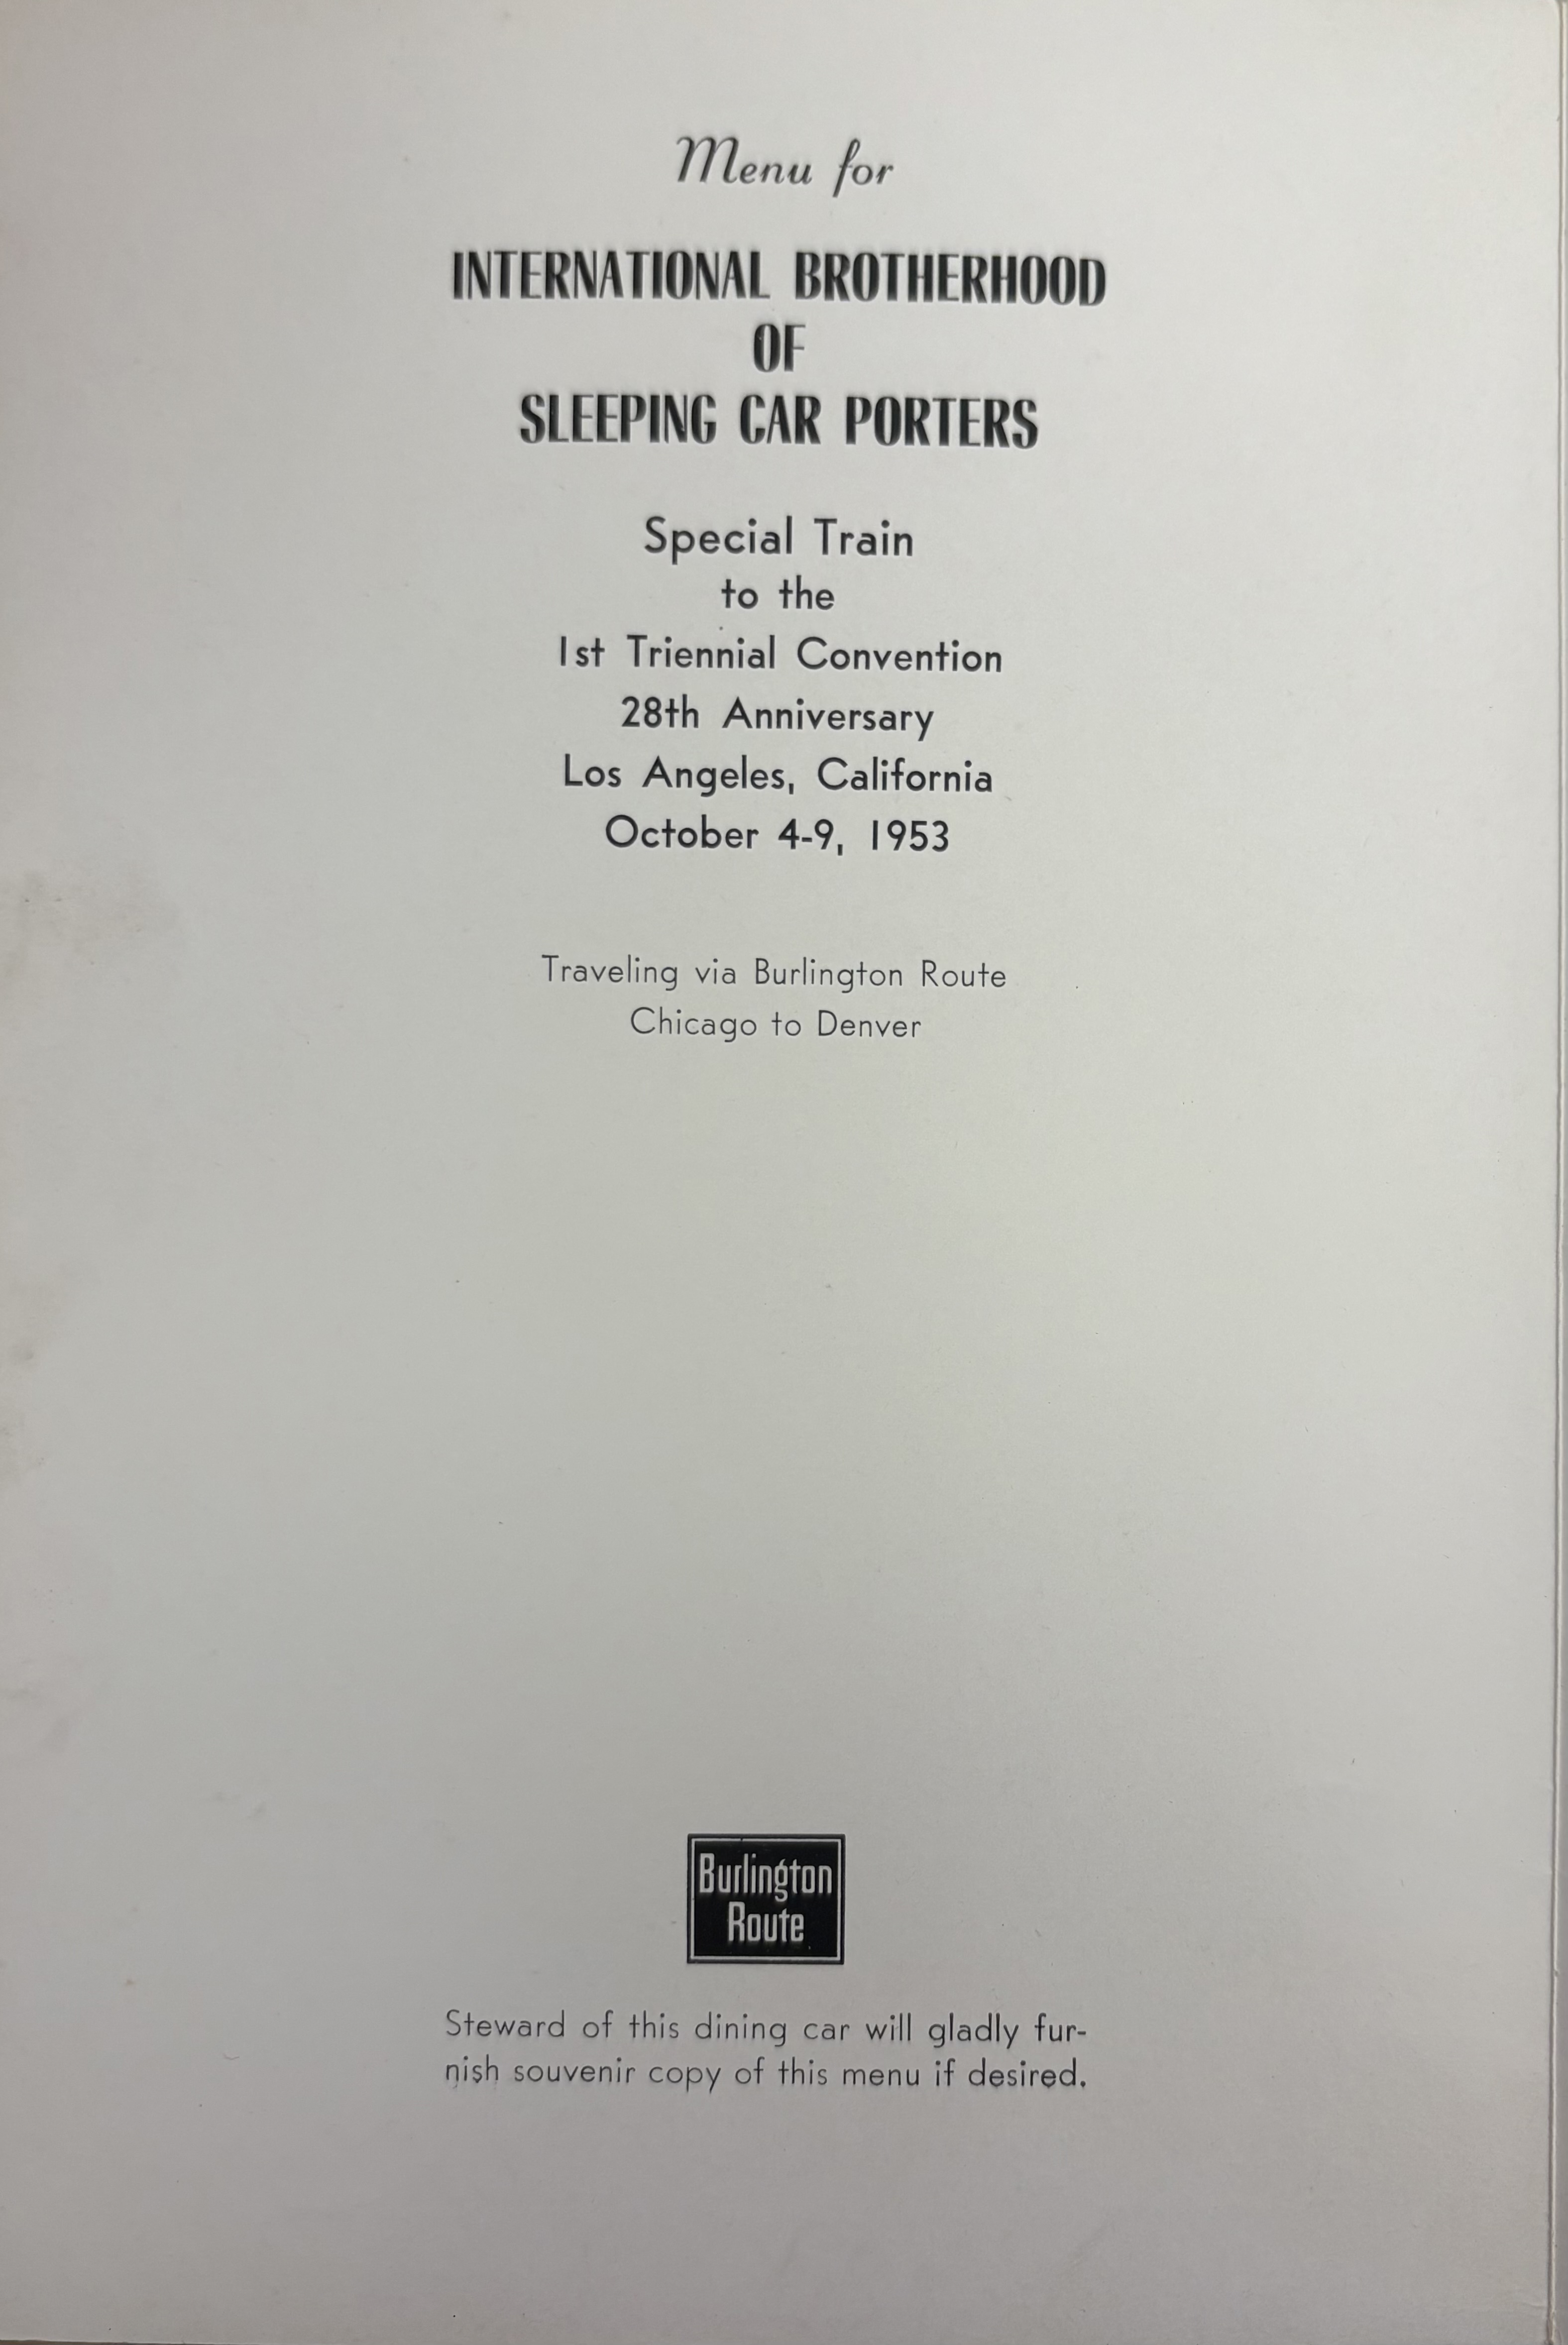 Menu for
INTERNATIONAL BROTHERHOOD
OF
SLEEPING CAR PORTERS
Special Train
to the
1st Triennial Convention
28th Anniversary
Los Angeles, California
October 4-9, 1953
Traveling via Burlington Route
Chicago to Denver
Burlington
Route
Steward of this dining car will gladly fur-
nish souvenir copy of this menu if desired.